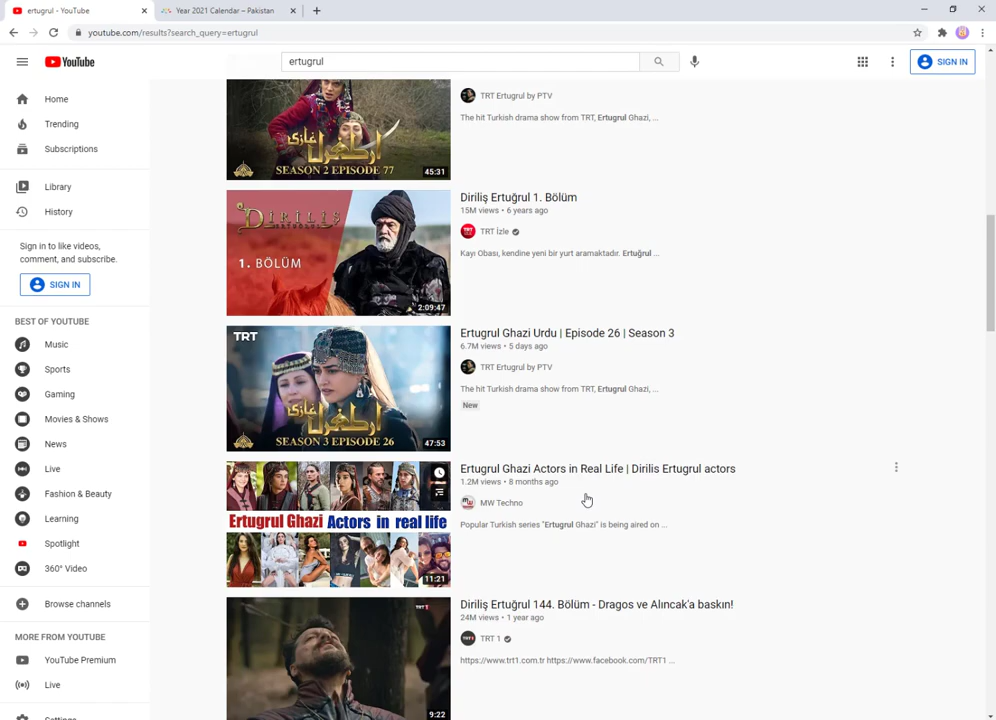 ertugrul - YouTube
Year 2021 Calendar – Pakistan
youtube.com/results?search_query=ertugrul
YouTube
ertugrul
SIGN IN
Home
Trending
Subscriptions
Library
History
Sign in to like videos,
comment, and subscribe.
SIGN IN
BEST OF YOUTUBE
Music
Sports
Gaming
Movies & Shows
News
Live
Fashion & Beauty
Learning
Spotlight
360° Video
Browse channels
MORE FROM YOUTUBE
YouTube Premium
Live
ارطغرل غازی
SEASON 2 EPISODE 77
45:31
TRT Ertugrul by PTV
The hit Turkish drama show from TRT, Ertugrul Ghazi, ...
DİRİLİŞ
1. BÖLÜM
2:09:47
Diriliş Ertuğrul 1. Bölüm
15M views • 6 years ago
TRT İzle
Kayı Obası, kendine yeni bir yurt aramaktadır. Ertuğrul ...
TRT
ارطغرل غازی
SEASON 3 EPISODE 26
47:53
Ertugrul Ghazi Urdu | Episode 26 | Season 3
6.7M views • 5 days ago
TRT Ertugrul by PTV
The hit Turkish drama show from TRT, Ertugrul Ghazi, ...
New
Ertugrul Ghazi Actors in real life
11:21
Ertugrul Ghazi Actors in Real Life | Dirilis Ertugrul actors
1.2M views • 8 months ago
MW Techno
Popular Turkish series "Ertugrul Ghazi" is being aired on ...
TRT 1
9:22
Diriliş Ertuğrul 144. Bölüm - Dragos ve Alıncak'a baskın!
24M views • 1 year ago
TRT 1
https://www.trt1.com.tr https://www.facebook.com/TRT1 ...